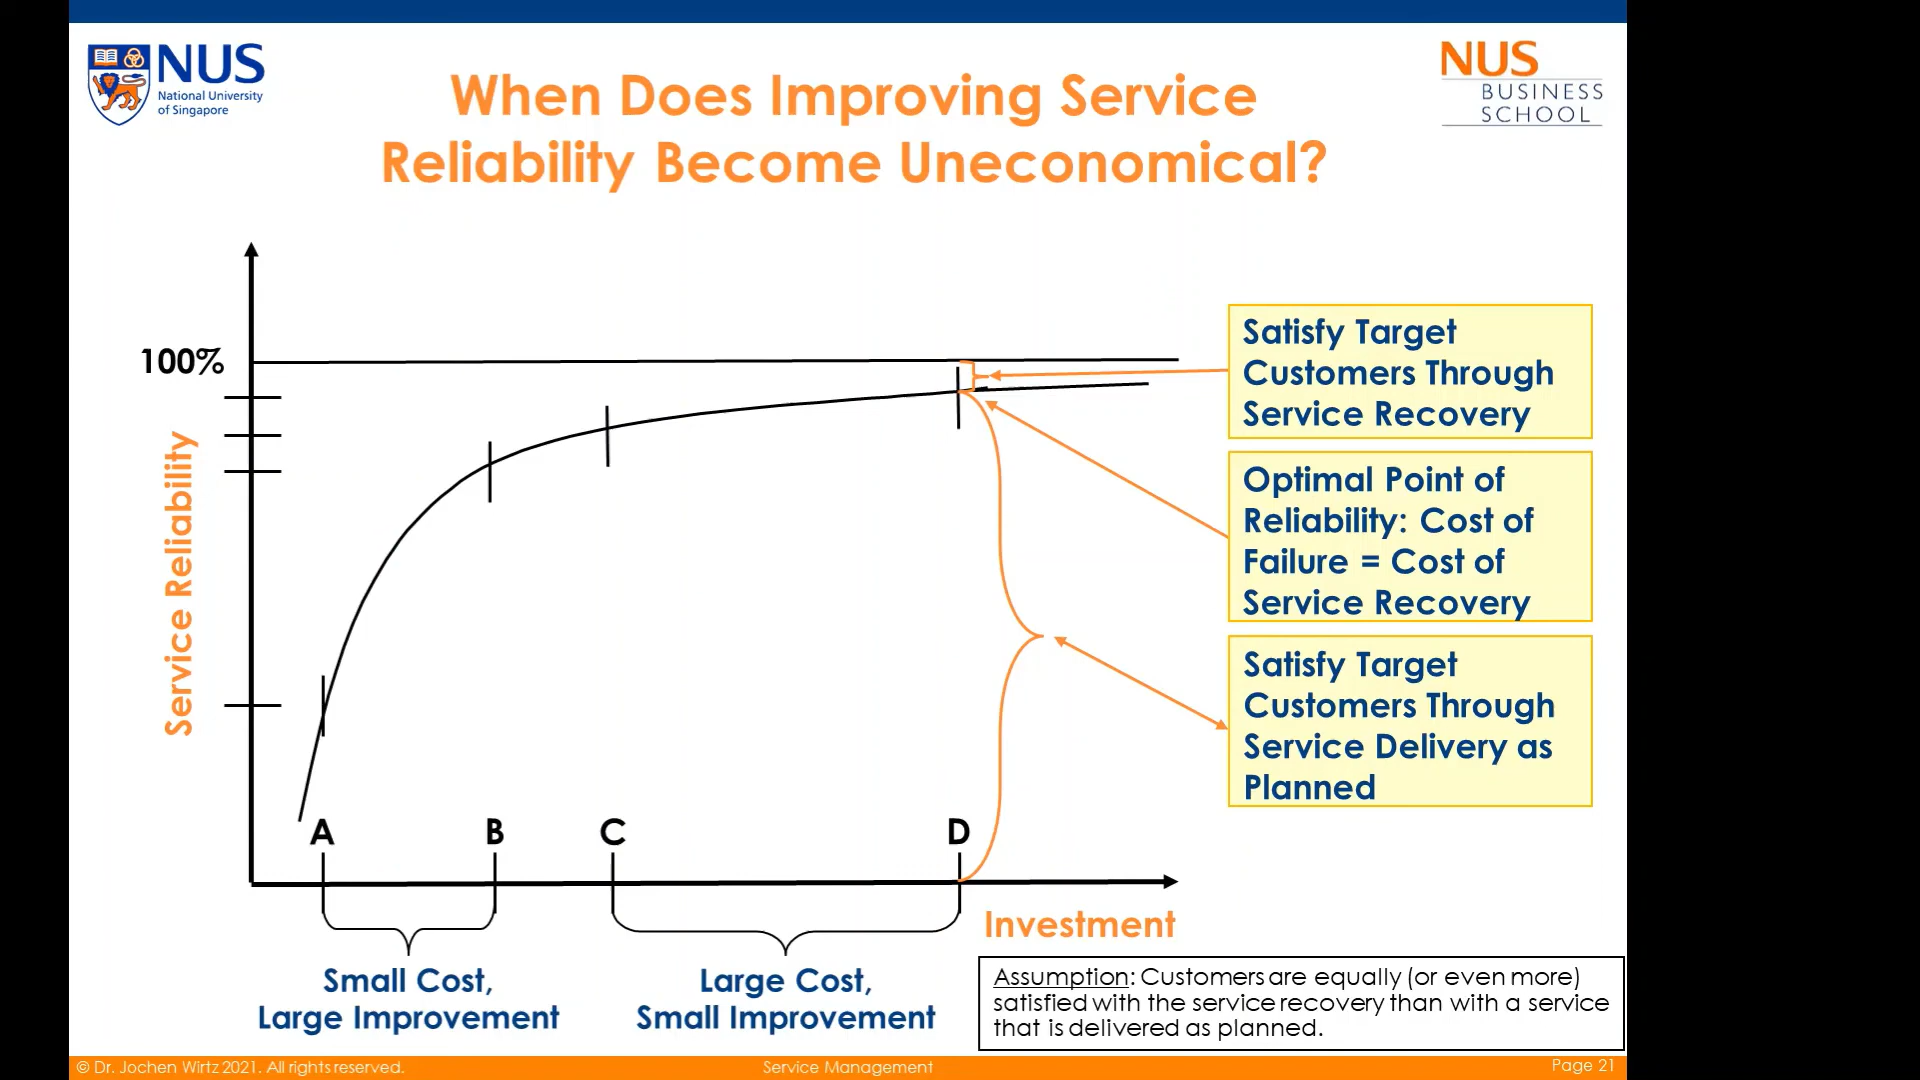 NUS
National University
of Singapore
When Does Improving Service
Reliability Become Uneconomical?
NUS
BUSINESS
SCHOOL
100%
Service Reliability
A
B
C
D
Investment
Small Cost,
Large Improvement
Large Cost,
Small Improvement
Satisfy Target
Customers Through
Service Recovery
Optimal Point of
Reliability: Cost of
Failure = Cost of
Service Recovery
Satisfy Target
Customers Through
Service Delivery as
Planned
Assumption: Customers are equally (or even more)
satisfied with the service recovery than with a service
that is delivered as planned.
© Dr. Jochen Wirtz 2021. All rights reserved.
Service Management
Page 21